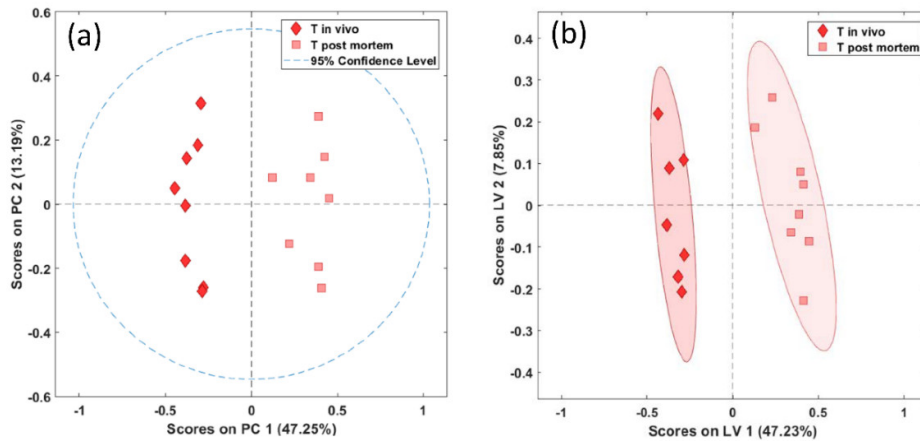 (a)
T in vivo
T post mortem
95% Confidence Level
0.6
0.4
0.2
0
-0.2
-0.4
-0.6
Scores on PC 2 (13.19%)
-1
-0.5
0
0.5
1
Scores on PC 1 (47.25%)
(b)
T in vivo
T post mortem
0.4
0.3
0.2
0.1
0
-0.1
-0.2
-0.3
-0.4
Scores on LV 2 (7.85%)
-1
-0.5
0
0.5
1
Scores on LV 1 (47.23%)